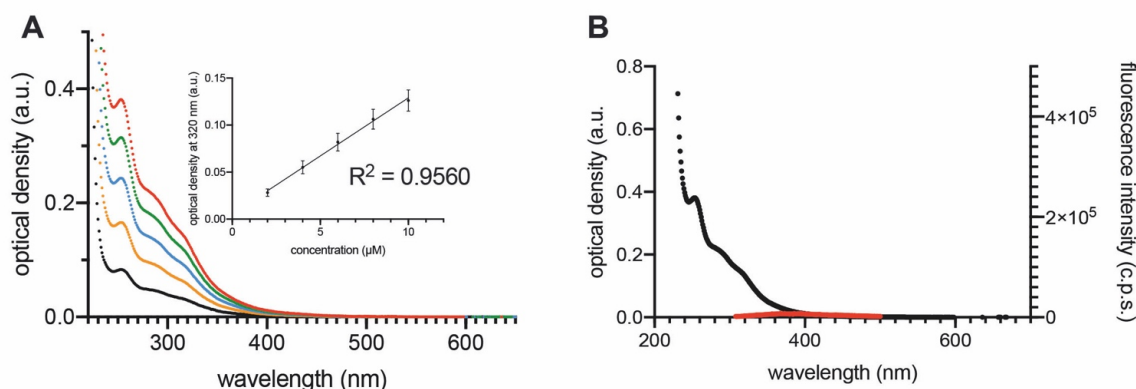 A
optical density (a.u.)
0.4
0.2
0.0
300
400
500
600
wavelength (nm)
optical density at 320 nm (a.u.)
0.15
0.10
0.05
0.00
0
5
10
concentration (µM)
R² = 0.9560
B
optical density (a.u.)
0.8
0.6
0.4
0.2
0.0
200
400
600
wavelength (nm)
4×10⁵
2×10⁵
0
fluorescence intensity (c.p.s.)